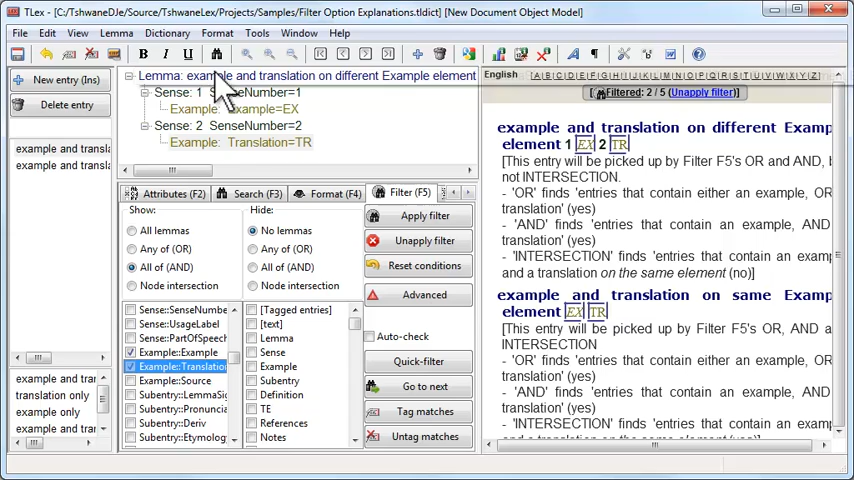 TLex - [C:/TshwaneDJe/Source/TshwaneLex/Projects/Samples/Filter Option Explanations.tldict] [New Document Object Model]
File Edit View Lemma Dictionary Format Tools Window Help
B I U
New entry (Ins)
Delete entry
example and trans
example and trans
example and trar
translation only
example only
example and trar
Lemma: example and translation on different Example element
Sense: 1 SenseNumber=1
Example: Example=EX
Sense: 2 SenseNumber=2
Example: Translation=TR
Attributes (F2) Search (F3) Format (F4) Filter (F5)
Show:
All lemmas
Any of (OR)
All of (AND)
Node intersection
Hide:
No lemmas
Any of (OR)
All of (AND)
Node intersection
Sense::SenseNumbe
Sense::UsageLabel
Sense::PartOfSpeech
Example::Example
Example::Translation
Example::Source
Subentry::LemmaSig
Subentry::Pronuncia
Subentry::Deriv
Subentry::Etymology
[Tagged entries]
[text]
Lemma
Sense
Example
Subentry
Definition
TE
References
Notes
Apply filter
Unapply filter
Reset conditions
Advanced
Auto-check
Quick-filter
Go to next
Tag matches
Untag matches
English [A|B|C|D|E|F|G|H|I|J|K|L|M|N|O|P|Q|R|S|T|U|V|W|X|Y|Z]
Filtered: 2 / 5 (Unapply filter)]
example and translation on different Examp
element 1 EX 2 TR
[This entry will be picked up by Filter F5's OR and AND, b
not INTERSECTION.
- 'OR' finds 'entries that contain either an example, OR
translation' (yes)
- 'AND' finds 'entries that contain an example, AND
translation' (yes)
- 'INTERSECTION' finds 'entries that contain an examp
and a translation on the same element (no)]
example and translation on same Examp
element EX TR
[This entry will be picked up by Filter F5's OR, AND a
INTERSECTION
- 'OR' finds 'entries that contain either an example, OR
translation' (yes)
- 'AND' finds 'entries that contain an example, AND
translation' (yes)
- 'INTERSECTION' finds 'entries that contain an examp